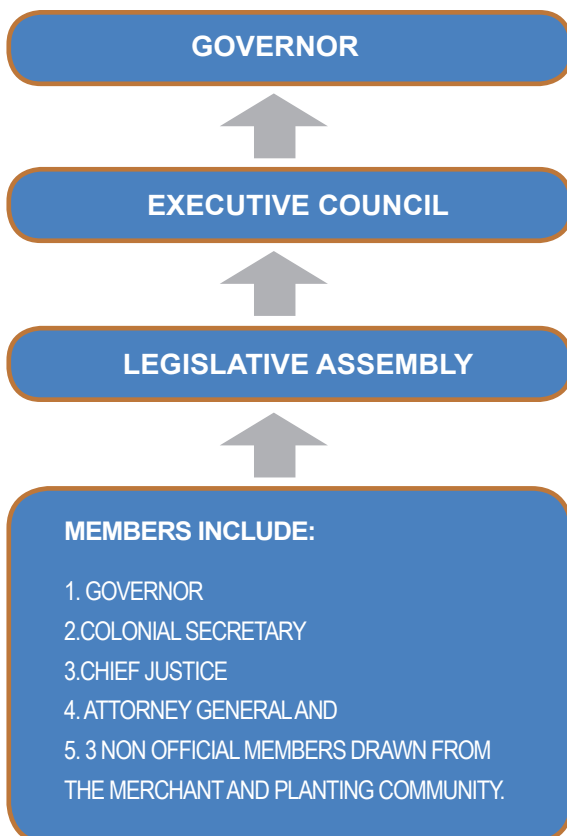 GOVERNOR
EXECUTIVE COUNCIL
LEGISLATIVE ASSEMBLY
MEMBERS INCLUDE:
1. GOVERNOR
2.COLONIAL SECRETARY
3.CHIEF JUSTICE
4. ATTORNEY GENERAL AND
5. 3 NON OFFICIAL MEMBERS DRAWN FROM
THE MERCHANT AND PLANTING COMMUNITY.